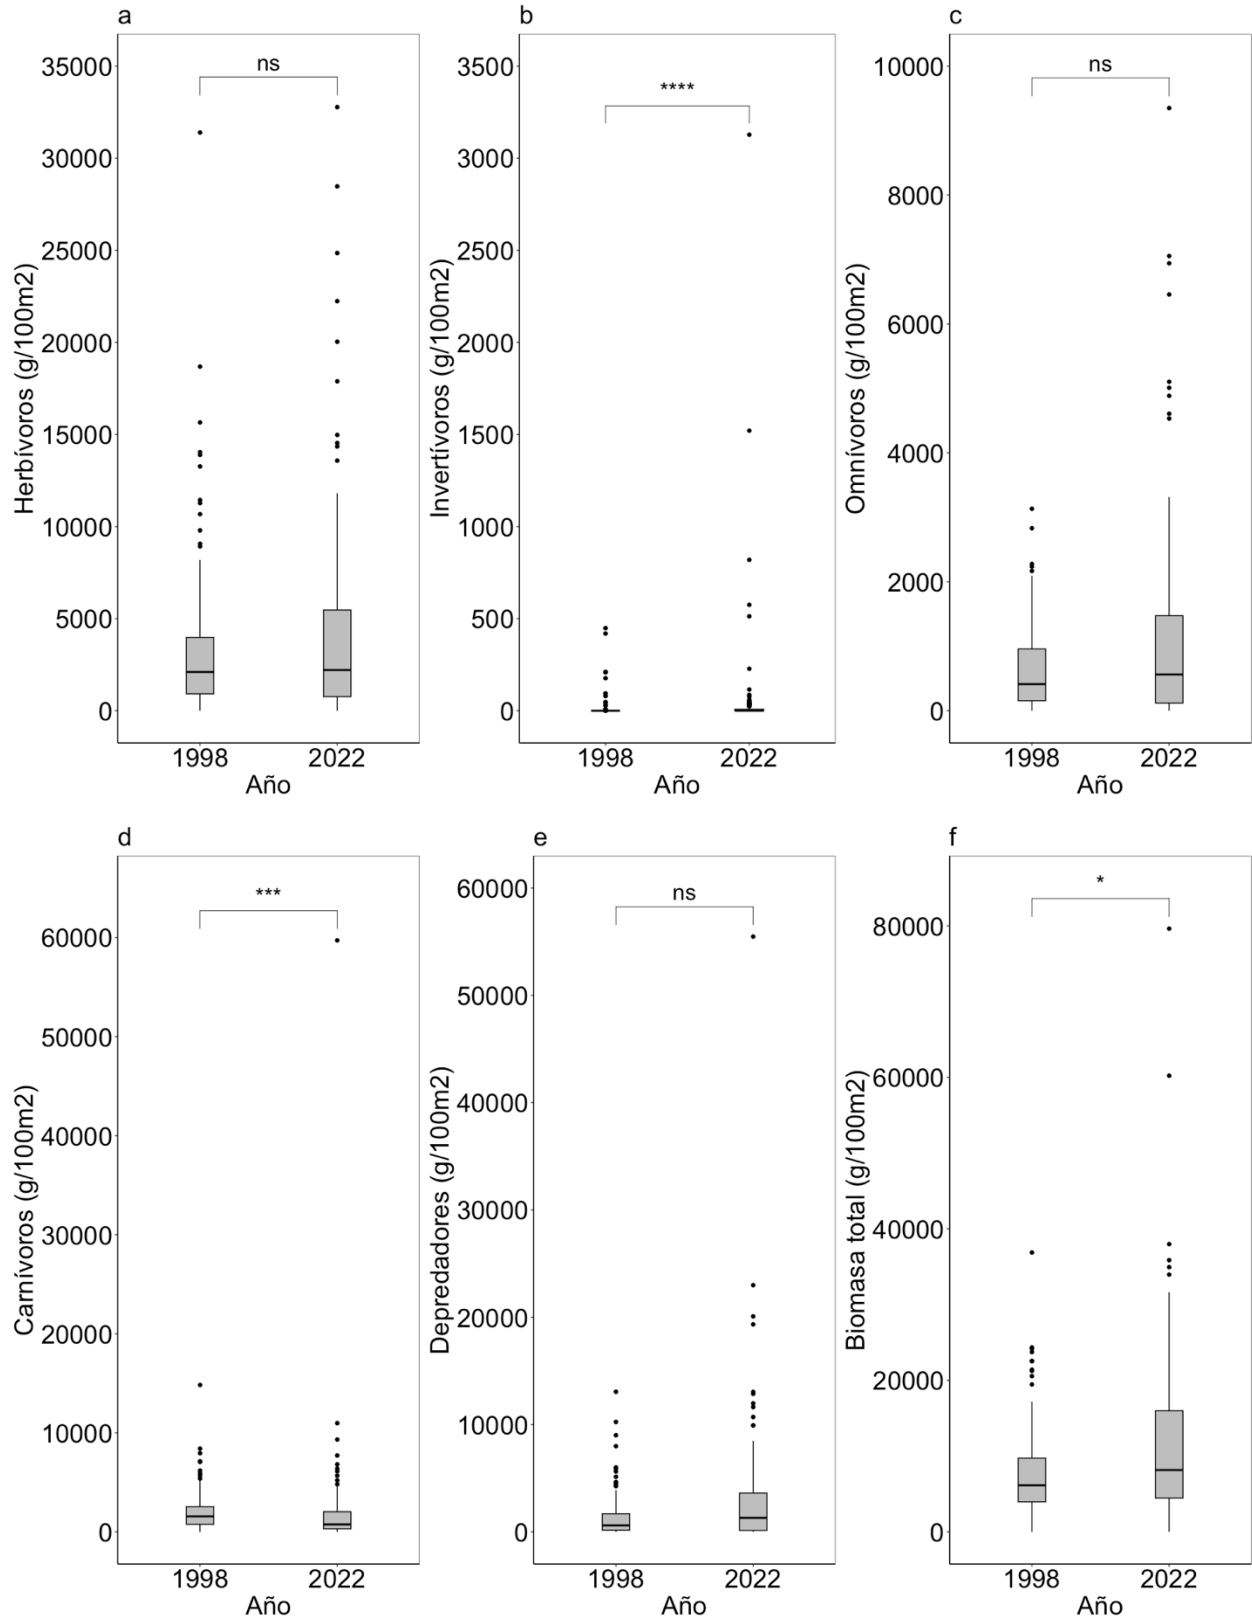 a
ns
35000
30000
25000
20000
15000
10000
5000
0
Herbívoros (g/100m2)
1998 2022
Año
b
****
3500
3000
2500
2000
1500
1000
500
0
Invertívoros (g/100m2)
1998 2022
Año
c
ns
10000
8000
6000
4000
2000
0
Omnívoros (g/100m2)
1998 2022
Año
d
***
60000
50000
40000
30000
20000
10000
0
Carnívoros (g/100m2)
1998 2022
Año
e
ns
60000
50000
40000
30000
20000
10000
0
Depredadores (g/100m2)
1998 2022
Año
f
*
80000
60000
40000
20000
0
Biomasa total (g/100m2)
1998 2022
Año